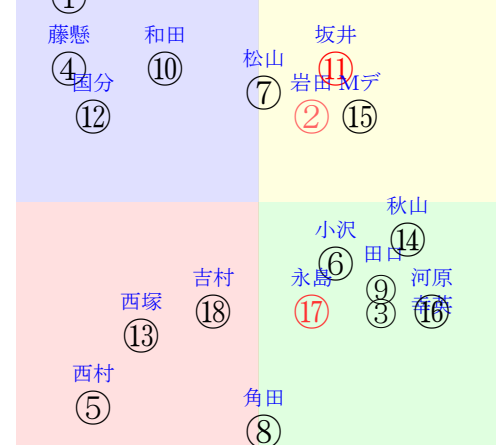 ①
藤懸
④
和田
⑩
松山
⑦
坂井
⑪
国分
⑫
岩田
②
Mデ
⑮
秋山
⑭
小沢
⑥
田口
⑨
③
吉村
⑱
永島
⑰
河原
⑯
西塚
⑬
西村
⑤
角田
⑧